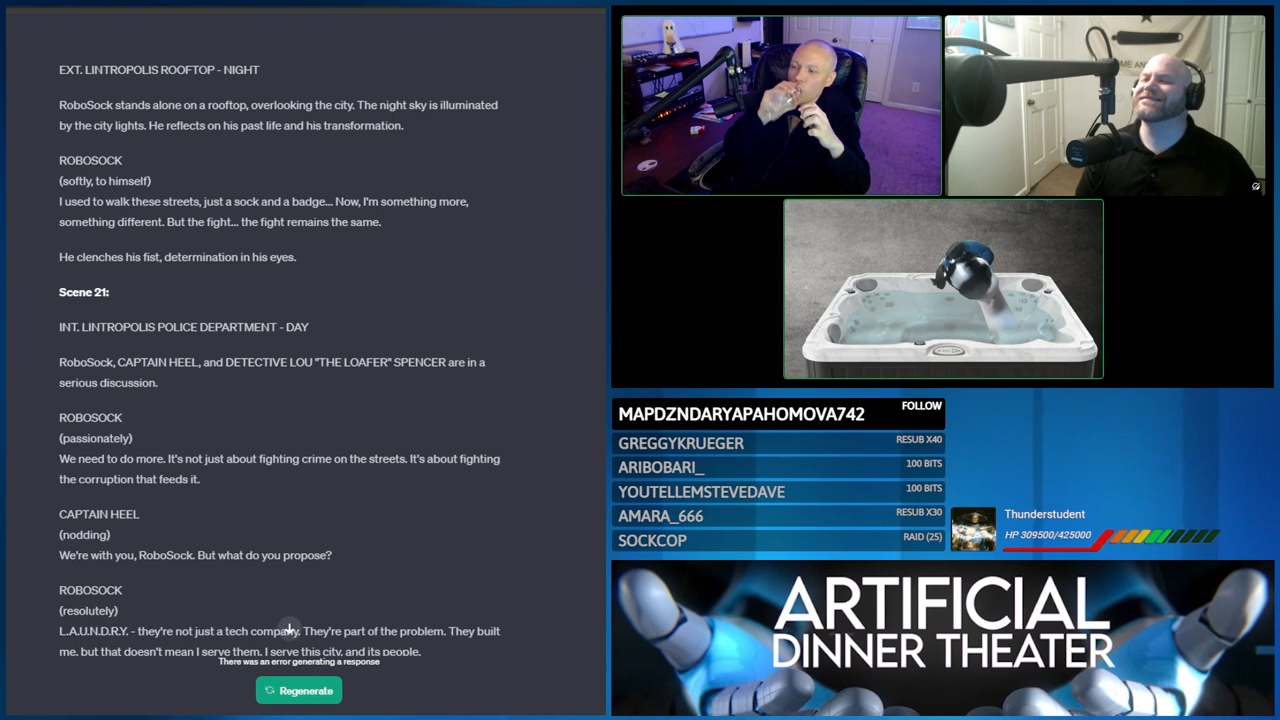 EXT. LINTROPOLIS ROOFTOP - NIGHT
RoboSock stands alone on a rooftop, overlooking the city. The night sky is illuminated
by the city lights. He reflects on his past life and his transformation.
ROBOSOCK
(softly, to himself)
I used to walk these streets, just a sock and a badge... Now, I'm something more,
something different. But the fight... the fight remains the same.
He clenches his fist, determination in his eyes.
Scene 21:
INT. LINTROPOLIS POLICE DEPARTMENT - DAY
RoboSock, CAPTAIN HEEL, and DETECTIVE LOU "THE LOAFER" SPENCER are in a
serious discussion.
ROBOSOCK
(passionately)
We need to do more. It's not just about fighting crime on the streets. It's about fighting
the corruption that feeds it.
CAPTAIN HEEL
(nodding)
We're with you, RoboSock. But what do you propose?
ROBOSOCK
(resolutely)
L.A.U.N.D.R.Y. - they're not just a tech company. They're part of the problem. They built
me, but that doesn't mean I serve them. I serve this city, and its people.
There was an error generating a response
Regenerate
MAPDZNDARYAPAHOMOVA742 FOLLOW
GREGGYKRUEGER RESUB X40
ARIBOBARI_ 100 BITS
YOUTELLEMSTEVEDAVE 100 BITS
AMARA_666 RESUB X30
SOCKCOP RAID (25)
Thunderstudent
HP 309500/425000
ARTIFICIAL
DINNER THEATER